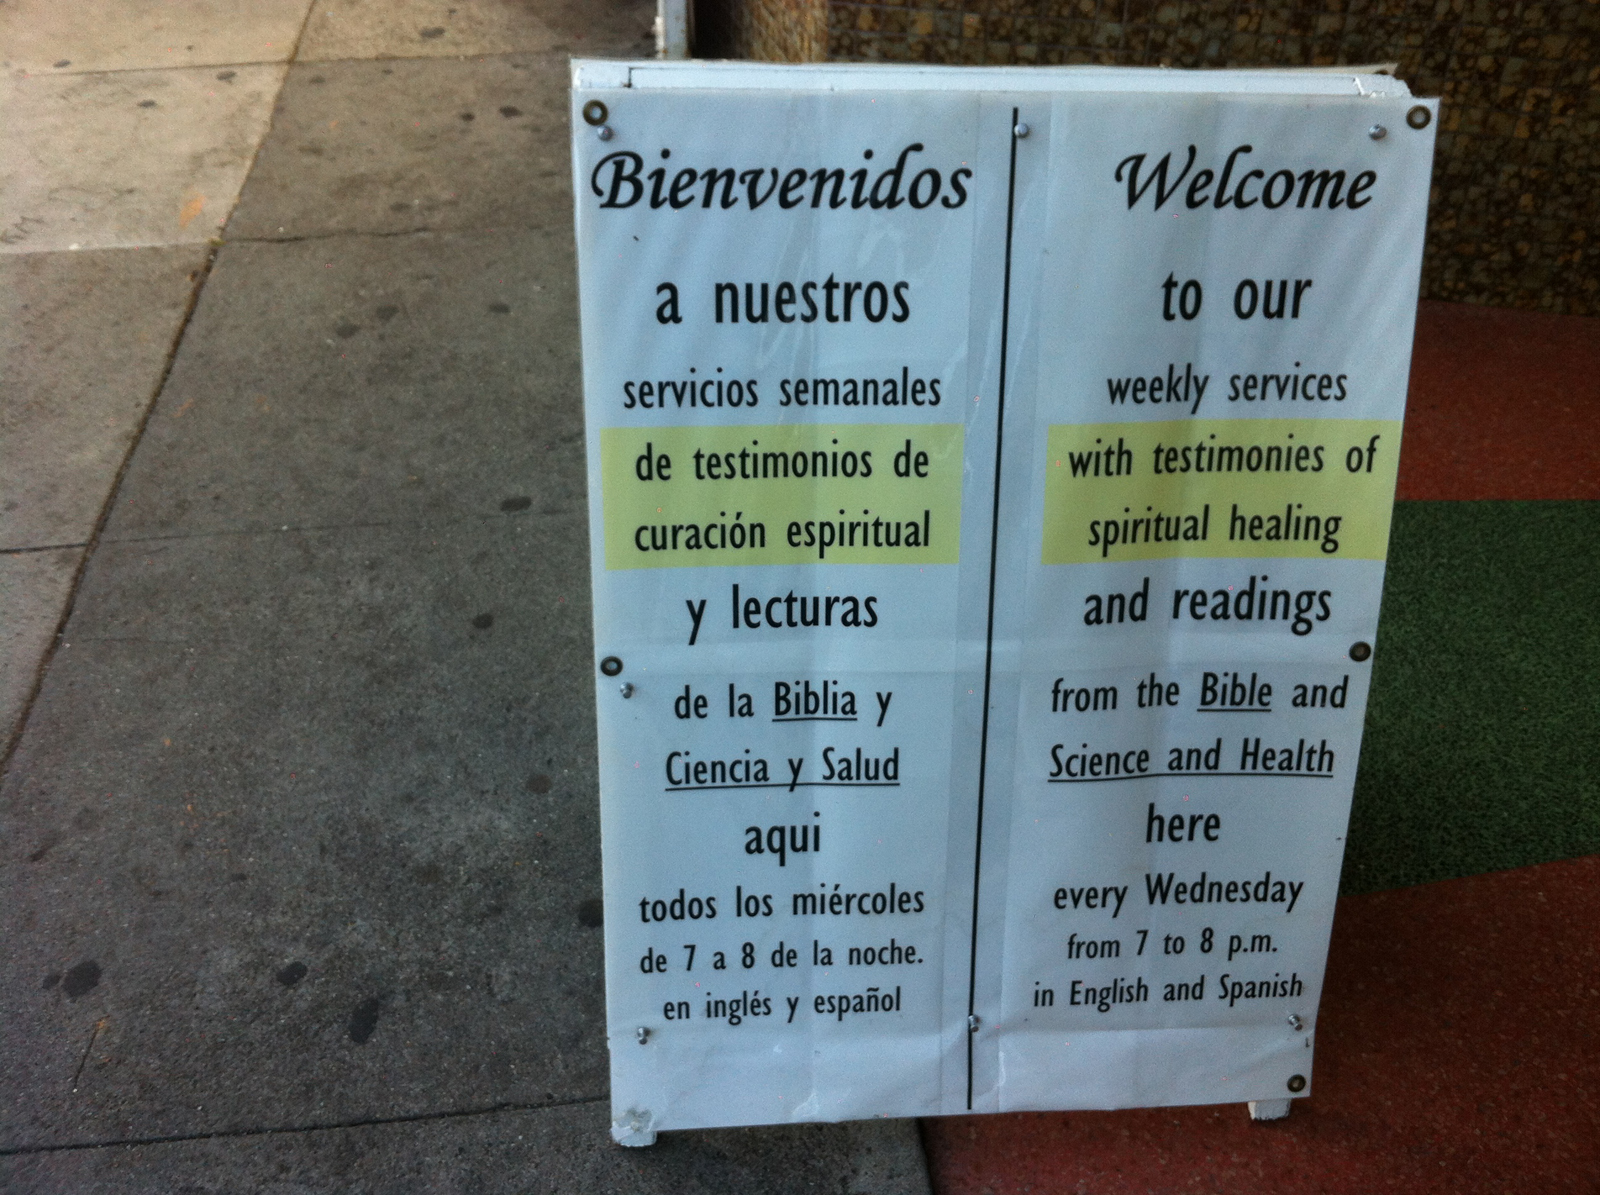 Bienvenidos
a nuestros
servicios semanales
de testimonios de
curación espiritual
y lecturas
de la Biblia y
Ciencia y Salud
aqui
todos los miércoles
de 7 a 8 de la noche.
en inglés y español
Welcome
to our
weekly services
with testimonies of
spiritual healing
and readings
from the Bible and
Science and Health
here
every Wednesday
from 7 to 8 p.m.
in English and Spanish